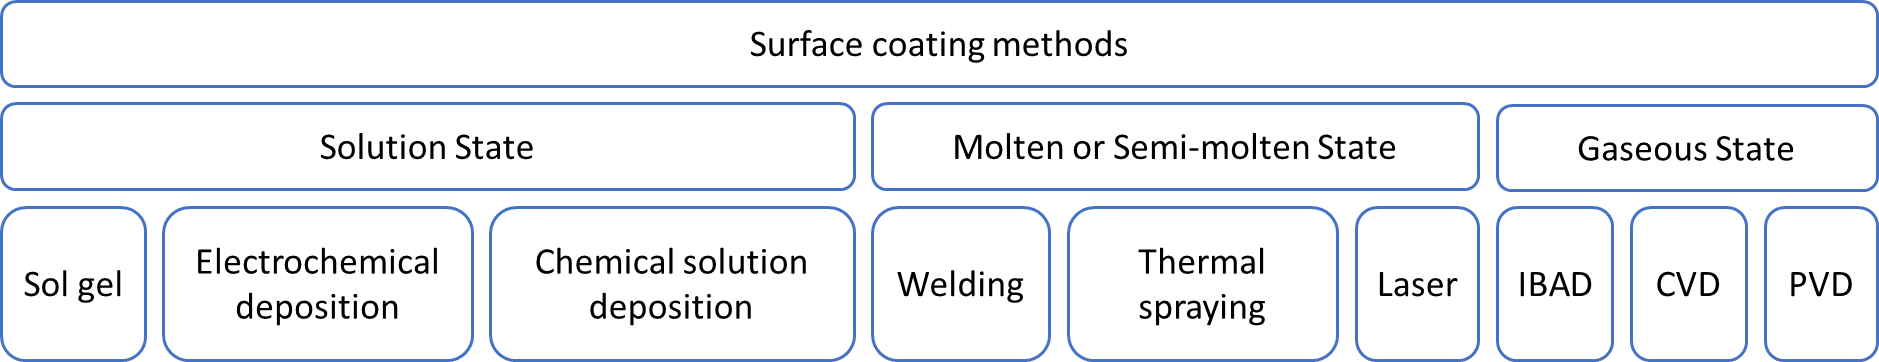 Surface coating methods
Solution State
Molten or Semi-molten State
Gaseous State
Sol gel
Electrochemical
deposition
Chemical solution
deposition
Welding
Thermal
spraying
Laser
IBAD
CVD
PVD